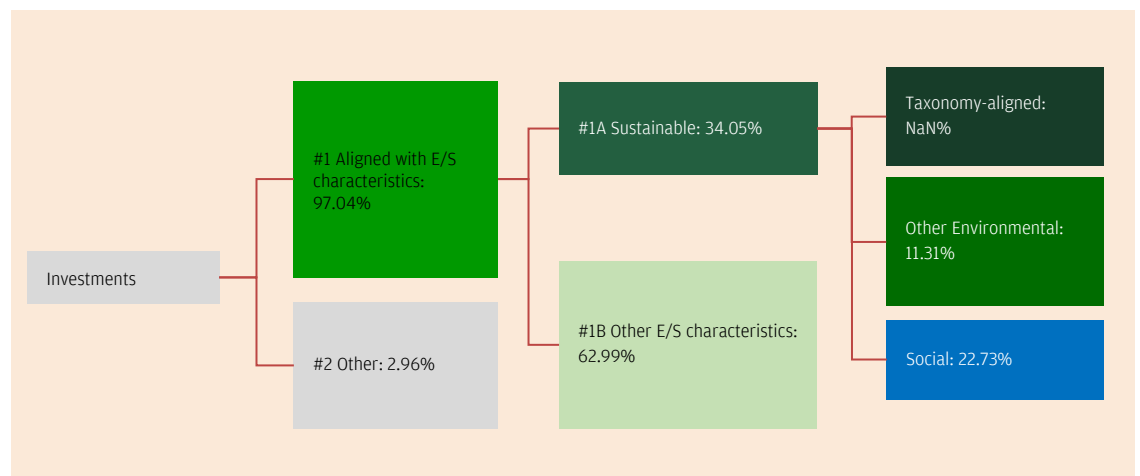 Investments
#1 Aligned with E/S
characteristics:
97.04%
#2 Other: 2.96%
#1A Sustainable: 34.05%
#1B Other E/S characteristics:
62.99%
Taxonomy-aligned:
NaN%
Other Environmental:
11.31%
Social: 22.73%